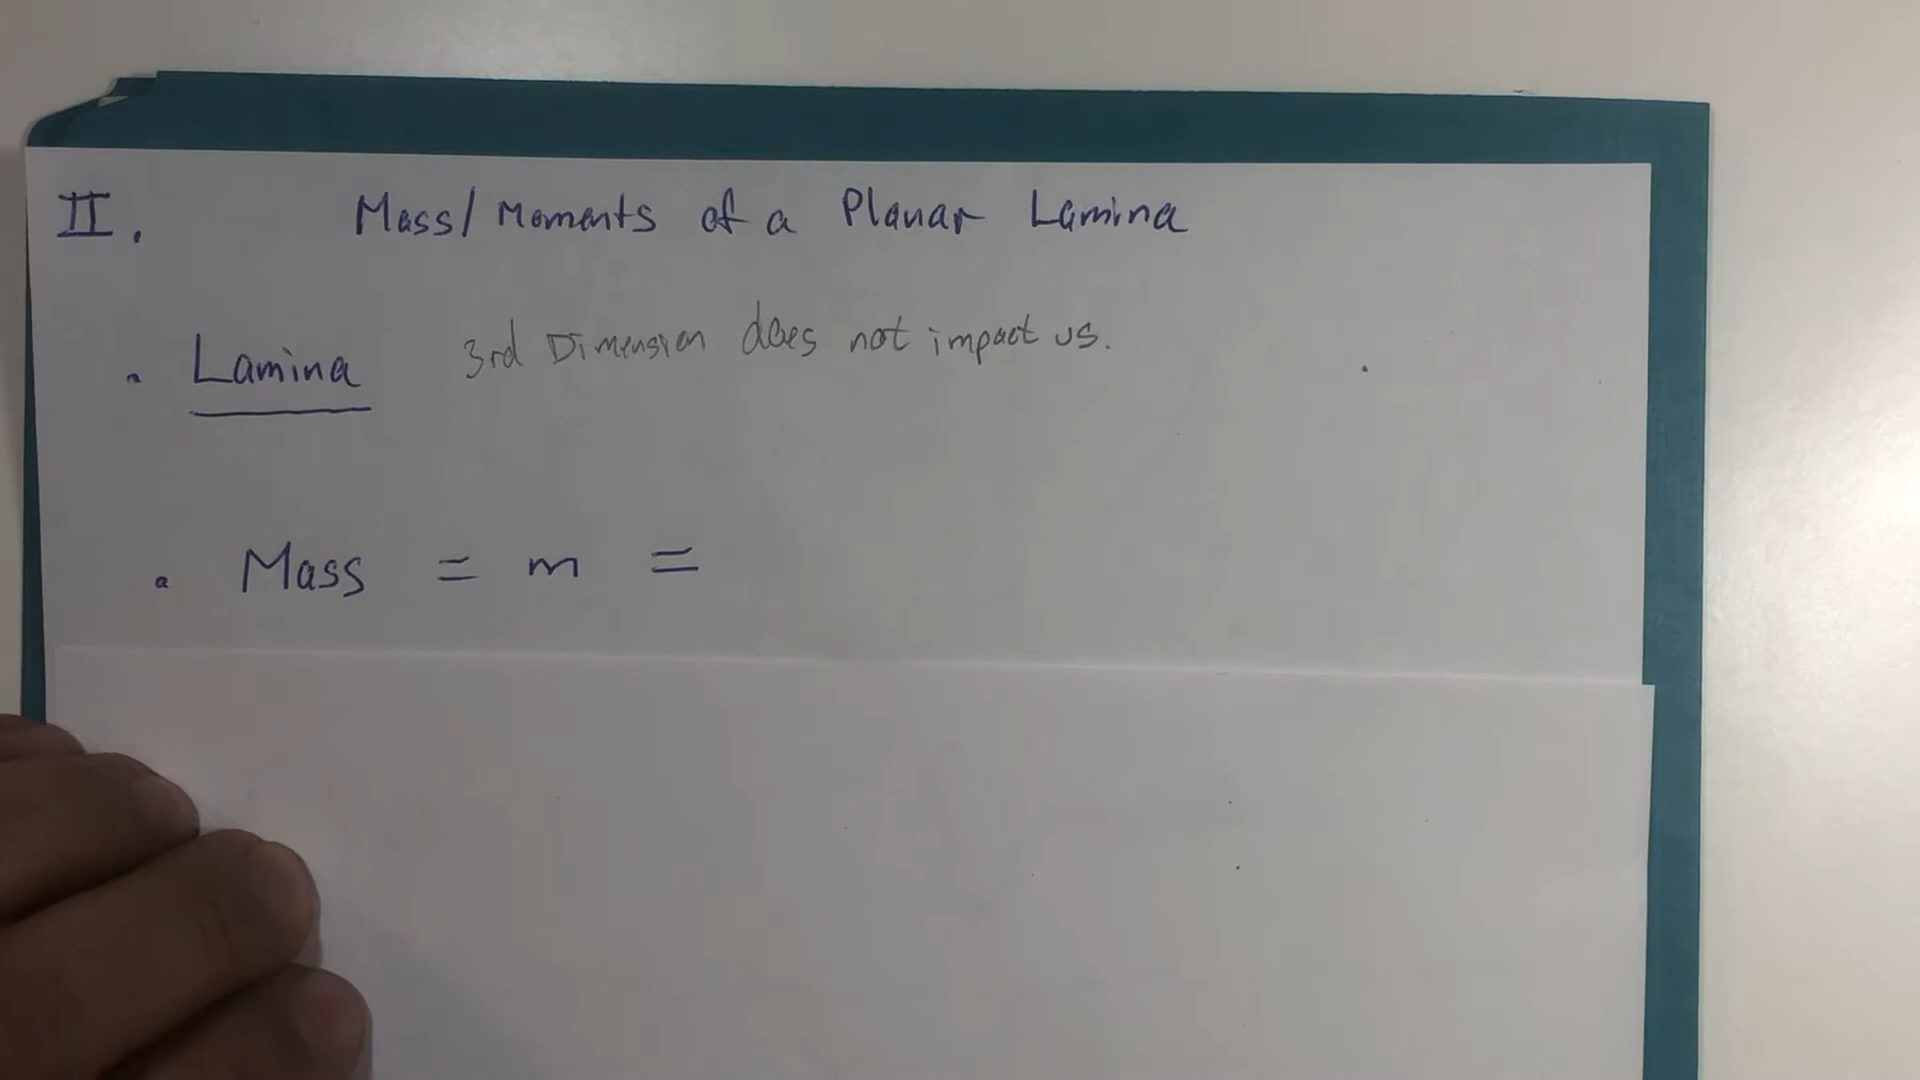 II. Mass/Moments of a Planar Lamina
Lamina 3rd Dimension does not impact us.
Mass = m =